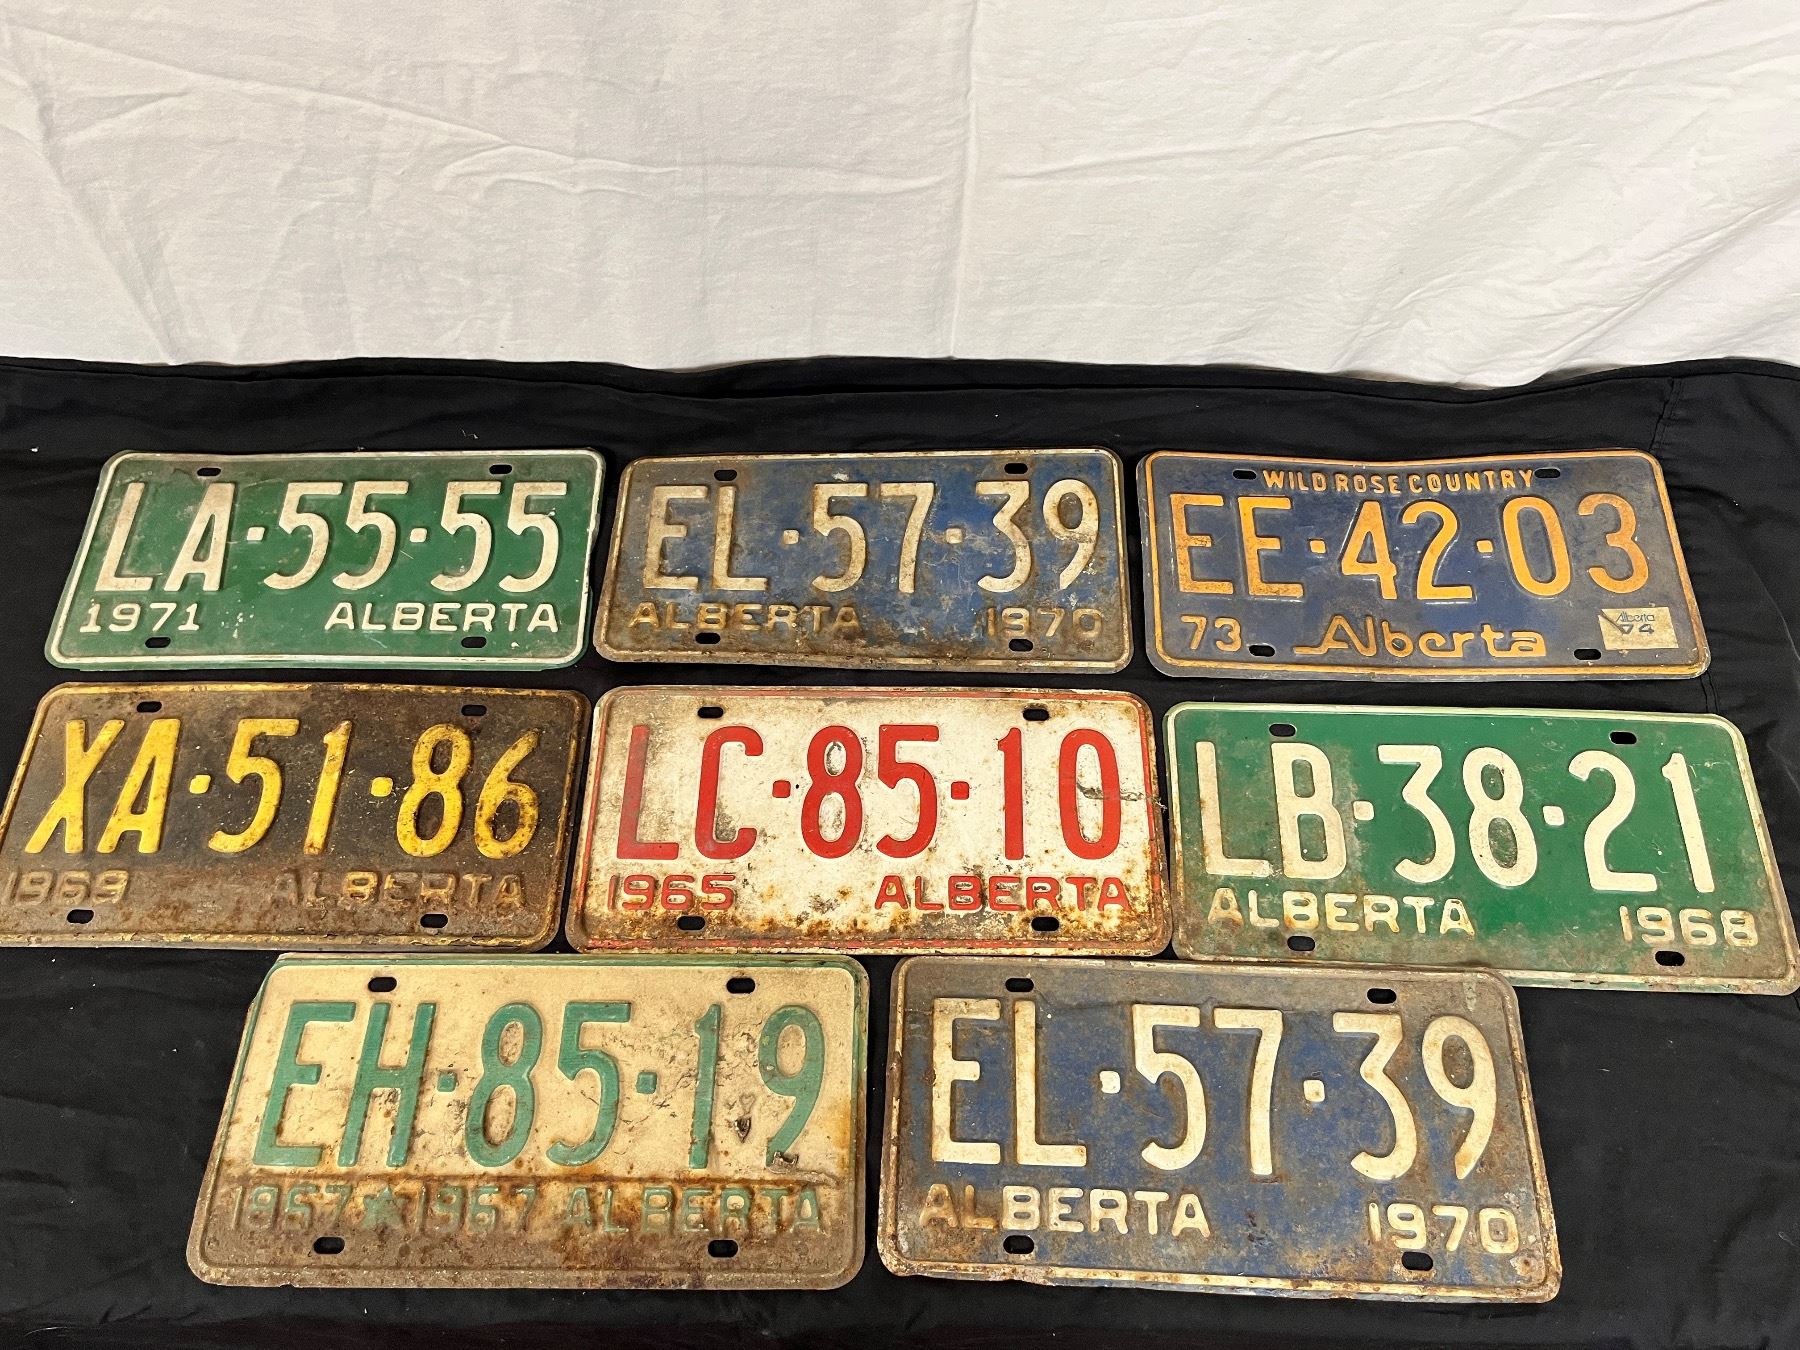 LA·55·55
1971 ALBERTA
EL·57·39
ALBERTA 1970
WILD ROSE COUNTRY
EE·42·03
73 Alberta
Alberta
74
XA·51·86
1969 ALBERTA
LC·85·10
1965 ALBERTA
LB·38·21
ALBERTA 1968
EH·85·19
1867★1967 ALBERTA
EL·57·39
ALBERTA 1970